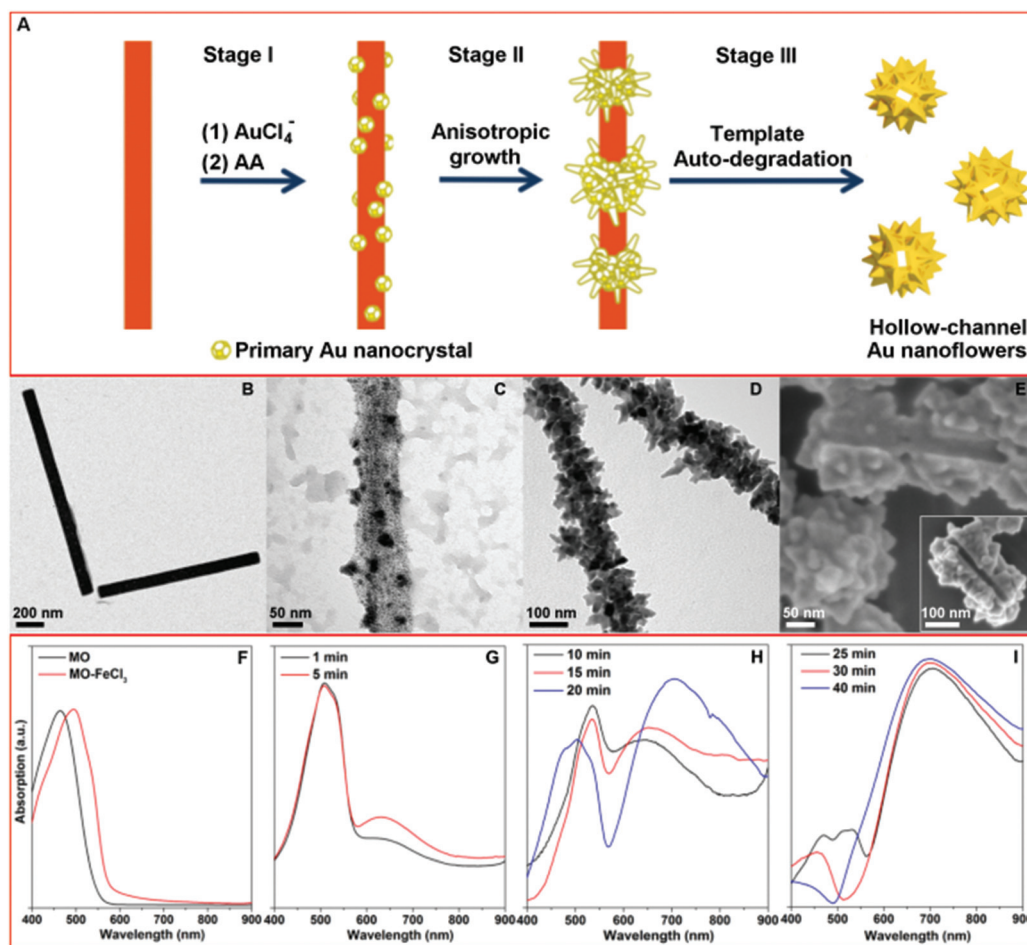 A
Stage I
Stage II
Stage III
(1) AuCl4-
(2) AA
Anisotropic
growth
Template
Auto-degradation
Primary Au nanocrystal
Hollow-channel
Au nanoflowers
B
200 nm
C
50 nm
D
100 nm
E
50 nm
100 nm
Absorption (a.u.)
F
MO
MO-FeCl3
400 500 600 700 800 900
Wavelength (nm)
G
1 min
5 min
400 500 600 700 800 900
Wavelength (nm)
H
10 min
15 min
20 min
400 500 600 700 800 900
Wavelength (nm)
I
25 min
30 min
40 min
400 500 600 700 800 900
Wavelength (nm)